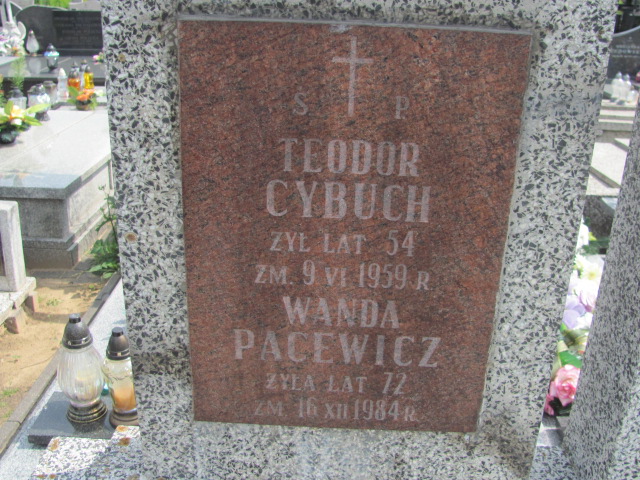 S P
TEODOR
CYBUCH
ŻYŁ LAT 54
ZM. 9 VI 1959 R.
WANDA
PACEWICZ
ŻYŁA LAT 72
ZM. 16 XII 1984 R.